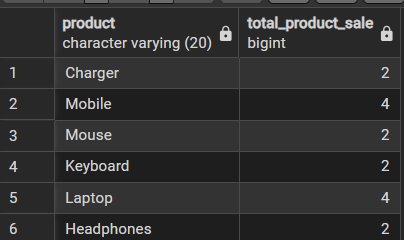 product total_product_sale
character varying (20) bigint
1 Charger 2
2 Mobile 4
3 Mouse 2
4 Keyboard 2
5 Laptop 4
6 Headphones 2